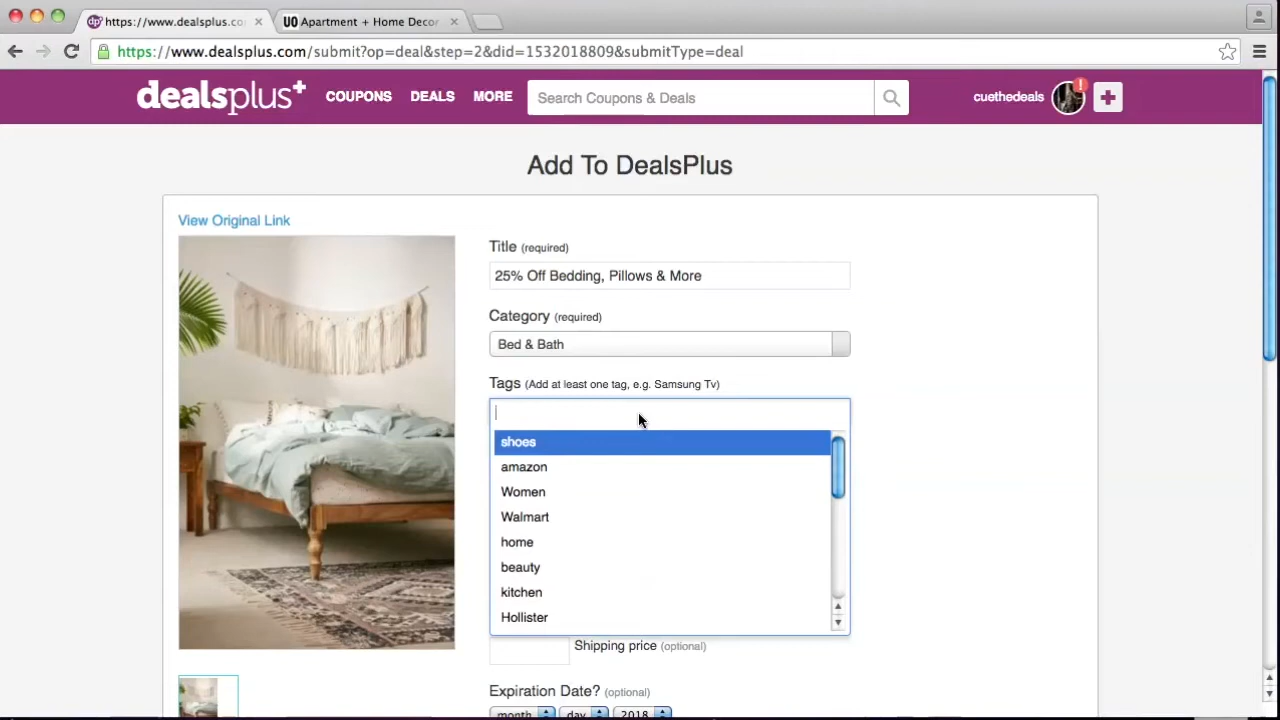 https://www.dealsplus.co
UO Apartment + Home Decor
https://www.dealsplus.com/submit?op=deal&step=2&did=1532018809&submitType=deal
dealsplus+ COUPONS DEALS MORE Search Coupons & Deals cuethedeals ! +
Add To DealsPlus
View Original Link
Title (required)
25% Off Bedding, Pillows & More
Category (required)
Bed & Bath
Tags (Add at least one tag, e.g. Samsung Tv)
shoes
amazon
Women
Walmart
home
beauty
kitchen
Hollister
Shipping price (optional)
Expiration Date? (optional)
month day 2018